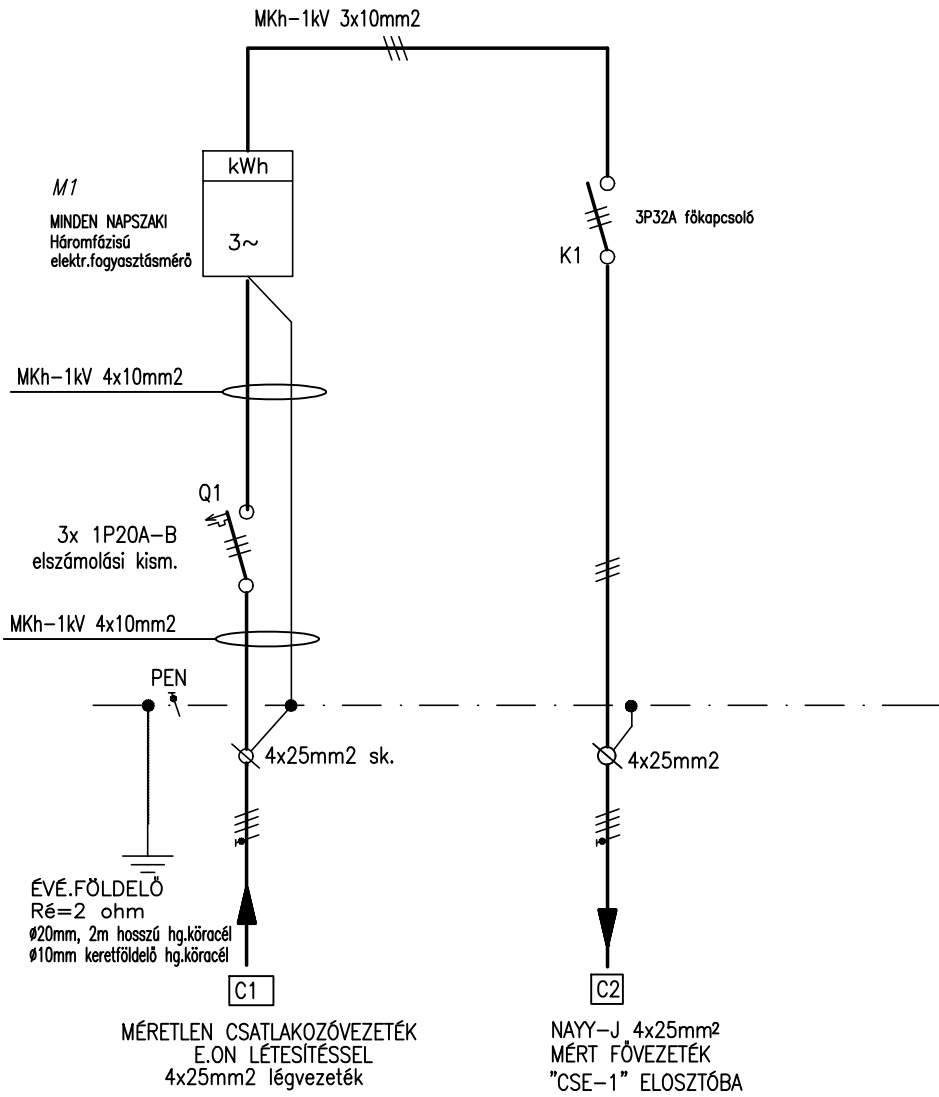 MKh-1kV 3x10mm2
kWh
M1
MINDEN NAPSZAKI
Háromfázisú
elektr.fogyasztásmérő
3~
3P32A főkapcsoló
K1
MKh-1kV 4x10mm2
Q1
3x 1P20A-B
elszámolási kism.
MKh-1kV 4x10mm2
PEN
4x25mm2 sk.
4x25mm2
ÉVÉ.FÖLDELŐ
Ré=2 ohm
ø20mm, 2m hosszú hg.köracél
ø10mm keretföldelő hg.köracél
C1
MÉRETLEN CSATLAKOZÓVEZETÉK
E.ON LÉTESÍTÉSSEL
4x25mm2 légvezeték
C2
NAYY-J 4x25mm²
MÉRT FŐVEZETÉK
"CSE-1" ELOSZTÓBA